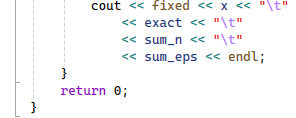 cout << fixed << x << "\t"
<< exact << "\t"
<< sum_n << "\t"
<< sum_eps << endl;
}
return 0;
}